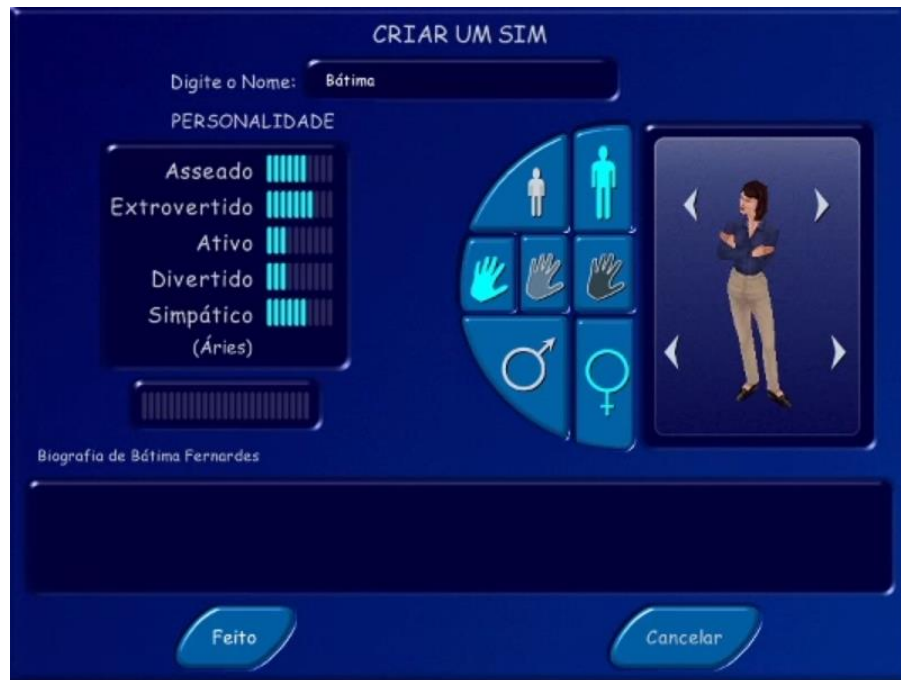 CRIAR UM SIM
Digite o Nome: Bátima
PERSONALIDADE
Asseado
Extrovertido
Ativo
Divertido
Simpático
(Áries)
Biografia de Bátima Fernardes
Feito
Cancelar